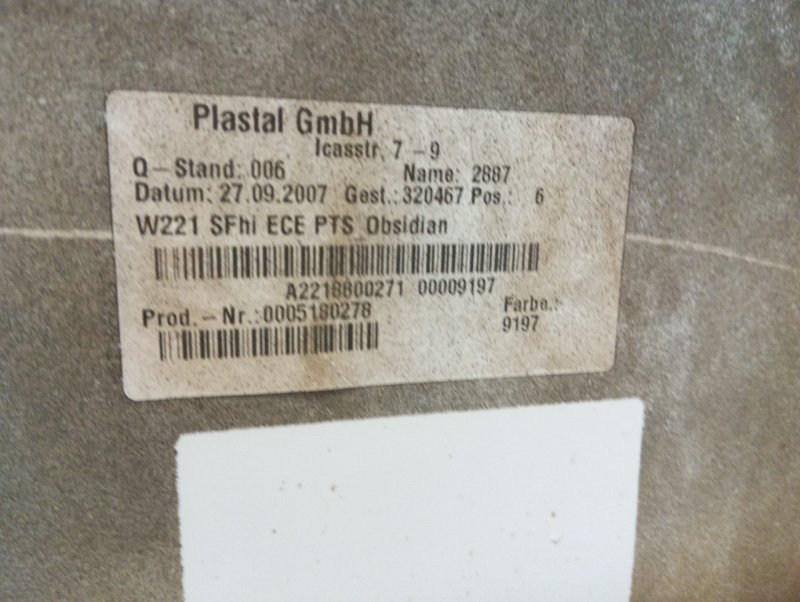 Plastal GmbH
Icasstr. 7 - 9
Q - Stand: 006 Name: 2887
Datum: 27.09.2007 Gest.: 320467 Pos.: 6
W221 SFhi ECE PTS Obsidian
A2218800271 00009197
Prod. - Nr.:0005180278 Farbe.:
9197